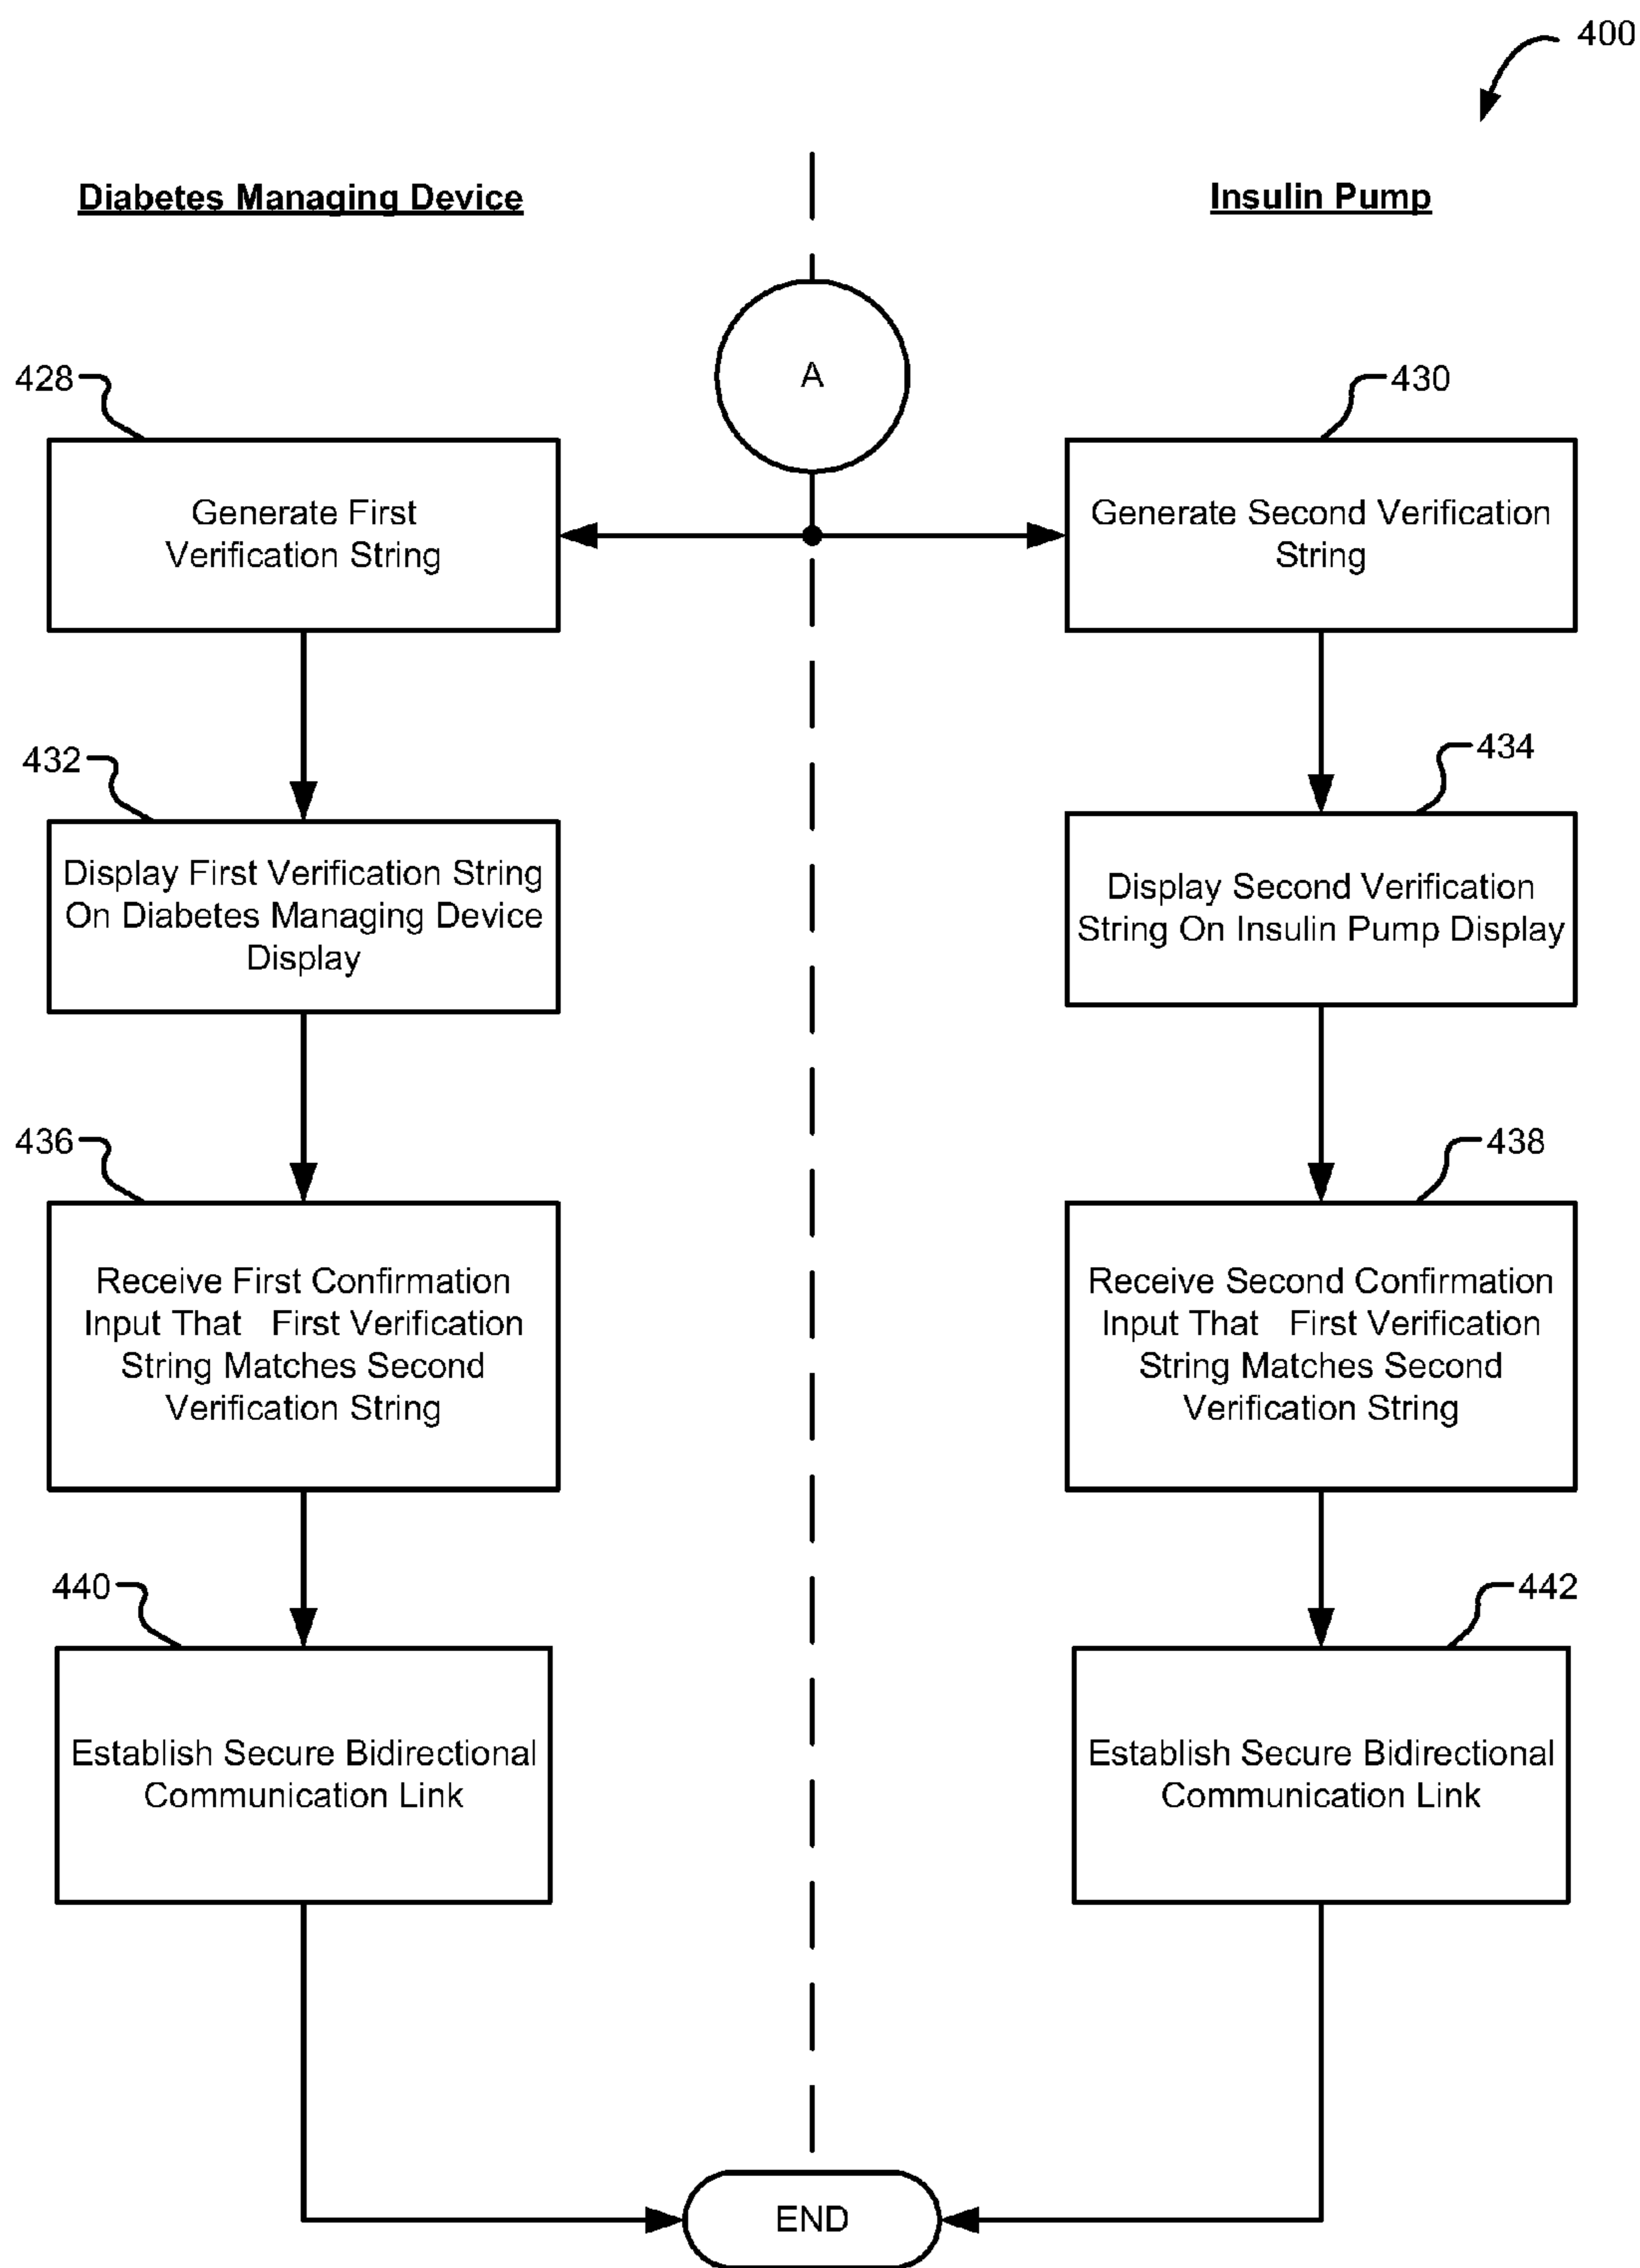 400
Diabetes Managing Device
Insulin Pump
A
428
430
Generate First
Verification String
Generate Second Verification
String
432
434
Display First Verification String
On Diabetes Managing Device
Display
Display Second Verification
String On Insulin Pump Display
436
438
Receive First Confirmation
Input That First Verification
String Matches Second
Verification String
Receive Second Confirmation
Input That First Verification
String Matches Second
Verification String
440
442
Establish Secure Bidirectional
Communication Link
Establish Secure Bidirectional
Communication Link
END